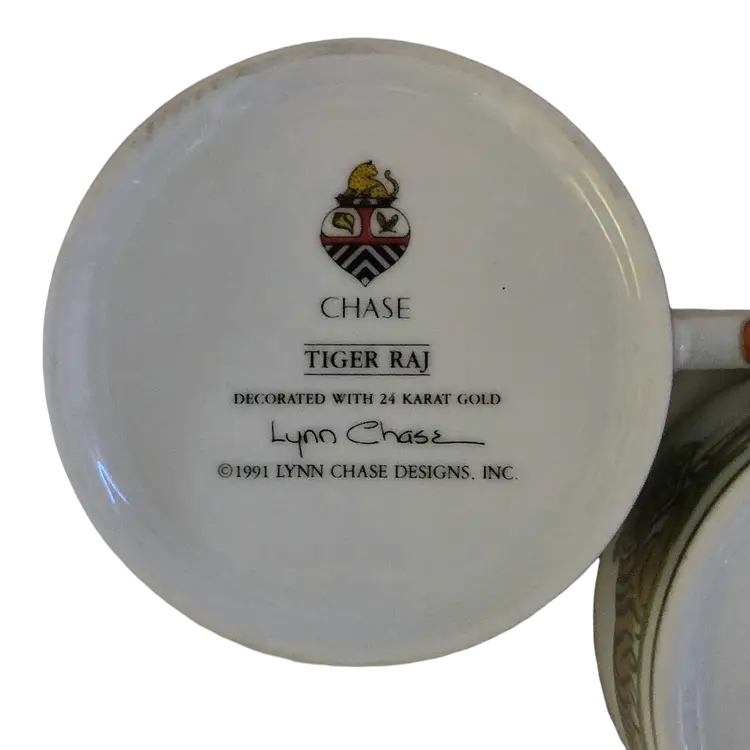 CHASE
TIGER RAJ
DECORATED WITH 24 KARAT GOLD
Lynn Chase
©1991 LYNN CHASE DESIGNS, INC.